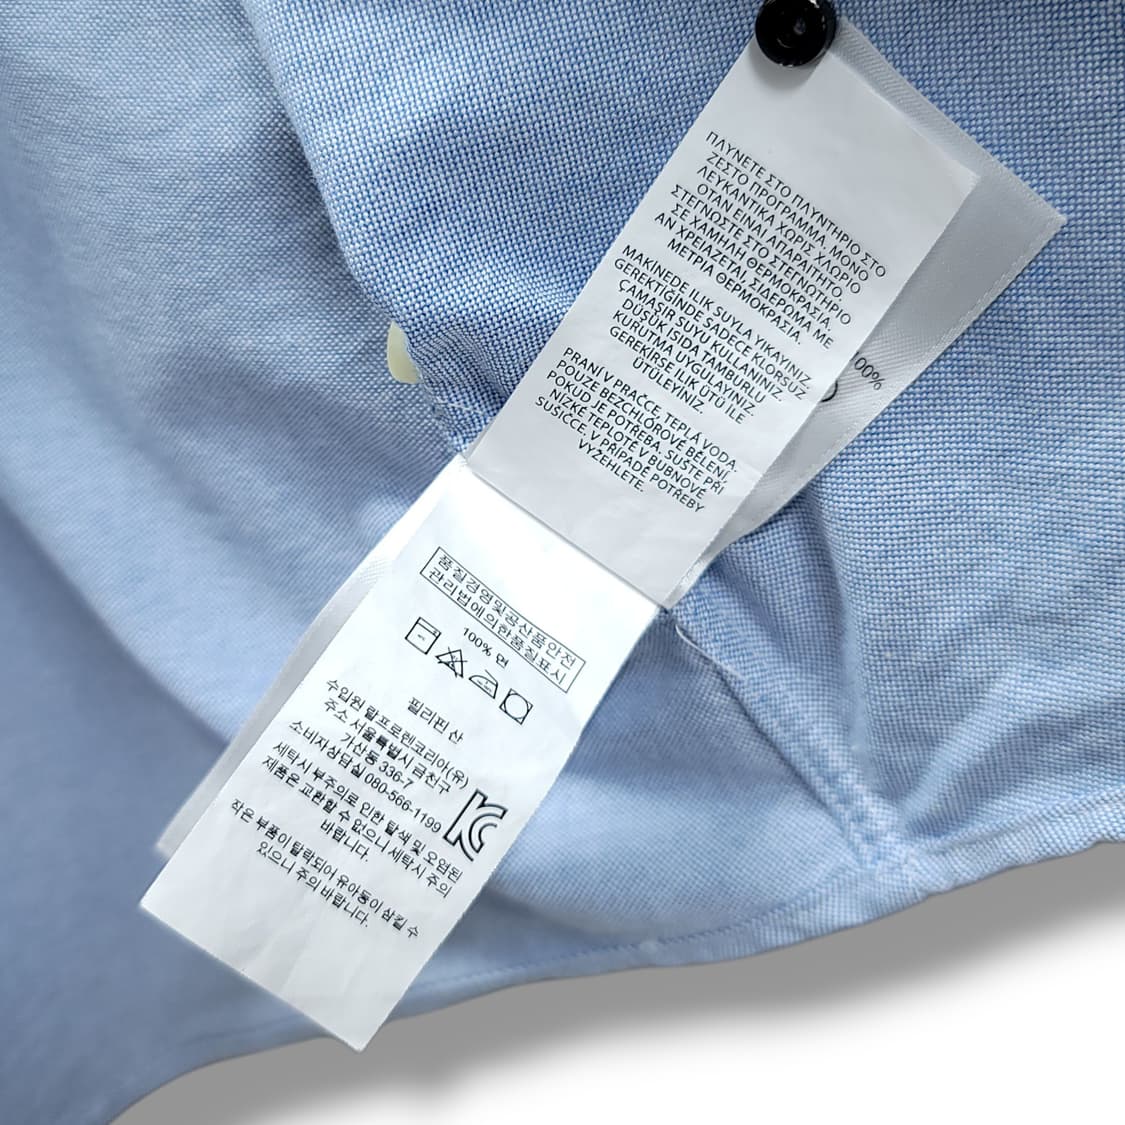 ΠΛΥΝΕΤΕ ΣΤΟ ΠΛΥΝΤΗΡΙΟ ΣΤΟ
ΖΕΣΤΟ ΠΡΟΓΡΑΜΜΑ. ΜΟΝΟ
ΛΕΥΚΑΝΤΙΚΑ ΧΩΡΙΣ ΧΛΩΡΙΟ
ΟΤΑΝ ΕΙΝΑΙ ΑΠΑΡΑΙΤΗΤΟ.
ΣΤΕΓΝΩΣΤΕ ΣΤΟ ΣΤΕΓΝΩΤΗΡΙΟ
ΣΕ ΧΑΜΗΛΗ ΘΕΡΜΟΚΡΑΣΙΑ.
ΑΝ ΧΡΕΙΑΖΕΤΑΙ, ΣΙΔΕΡΩΜΑ ΜΕ
ΜΕΤΡΙΑ ΘΕΡΜΟΚΡΑΣΙΑ.
MAKİNEDE ILIK SUYLA YIKAYINIZ.
GEREKTİĞİNDE SADECE KLORSUZ
ÇAMAŞIR SUYU KULLANINIZ.
DÜŞÜK ISIDA TAMBURLU
KURUTMA UYGULAYINIZ.
GEREKİRSE ILIK ÜTÜ İLE
ÜTÜLEYİNİZ.
PRANÍ V PRAČCE, TEPLÁ VODA.
POUZE BEZCHLÓROVÉ BĚLENÍ,
POKUD JE POTŘEBA. SUŠTE PŘI
NÍZKÉ TEPLOTĚ V BUBNOVÉ
SUŠIČCE. V PŘÍPADĚ POTŘEBY
VYŽEHLETE.
100%
품질경영및공산품안전
관리법에의한품질표시
100% 면
필리핀 산
수입원 랄프로렌코리아(유)
주소 서울특별시 금천구
가산동 336-7
소비자상담실 080-566-1199
세탁시 부주의로 인한 탈색 및 오염된
제품은 교환할 수 없으니 세탁시 주의
바랍니다.
작은 부품이 탈락되어 유아동이 삼킬 수
있으니 주의 바랍니다.